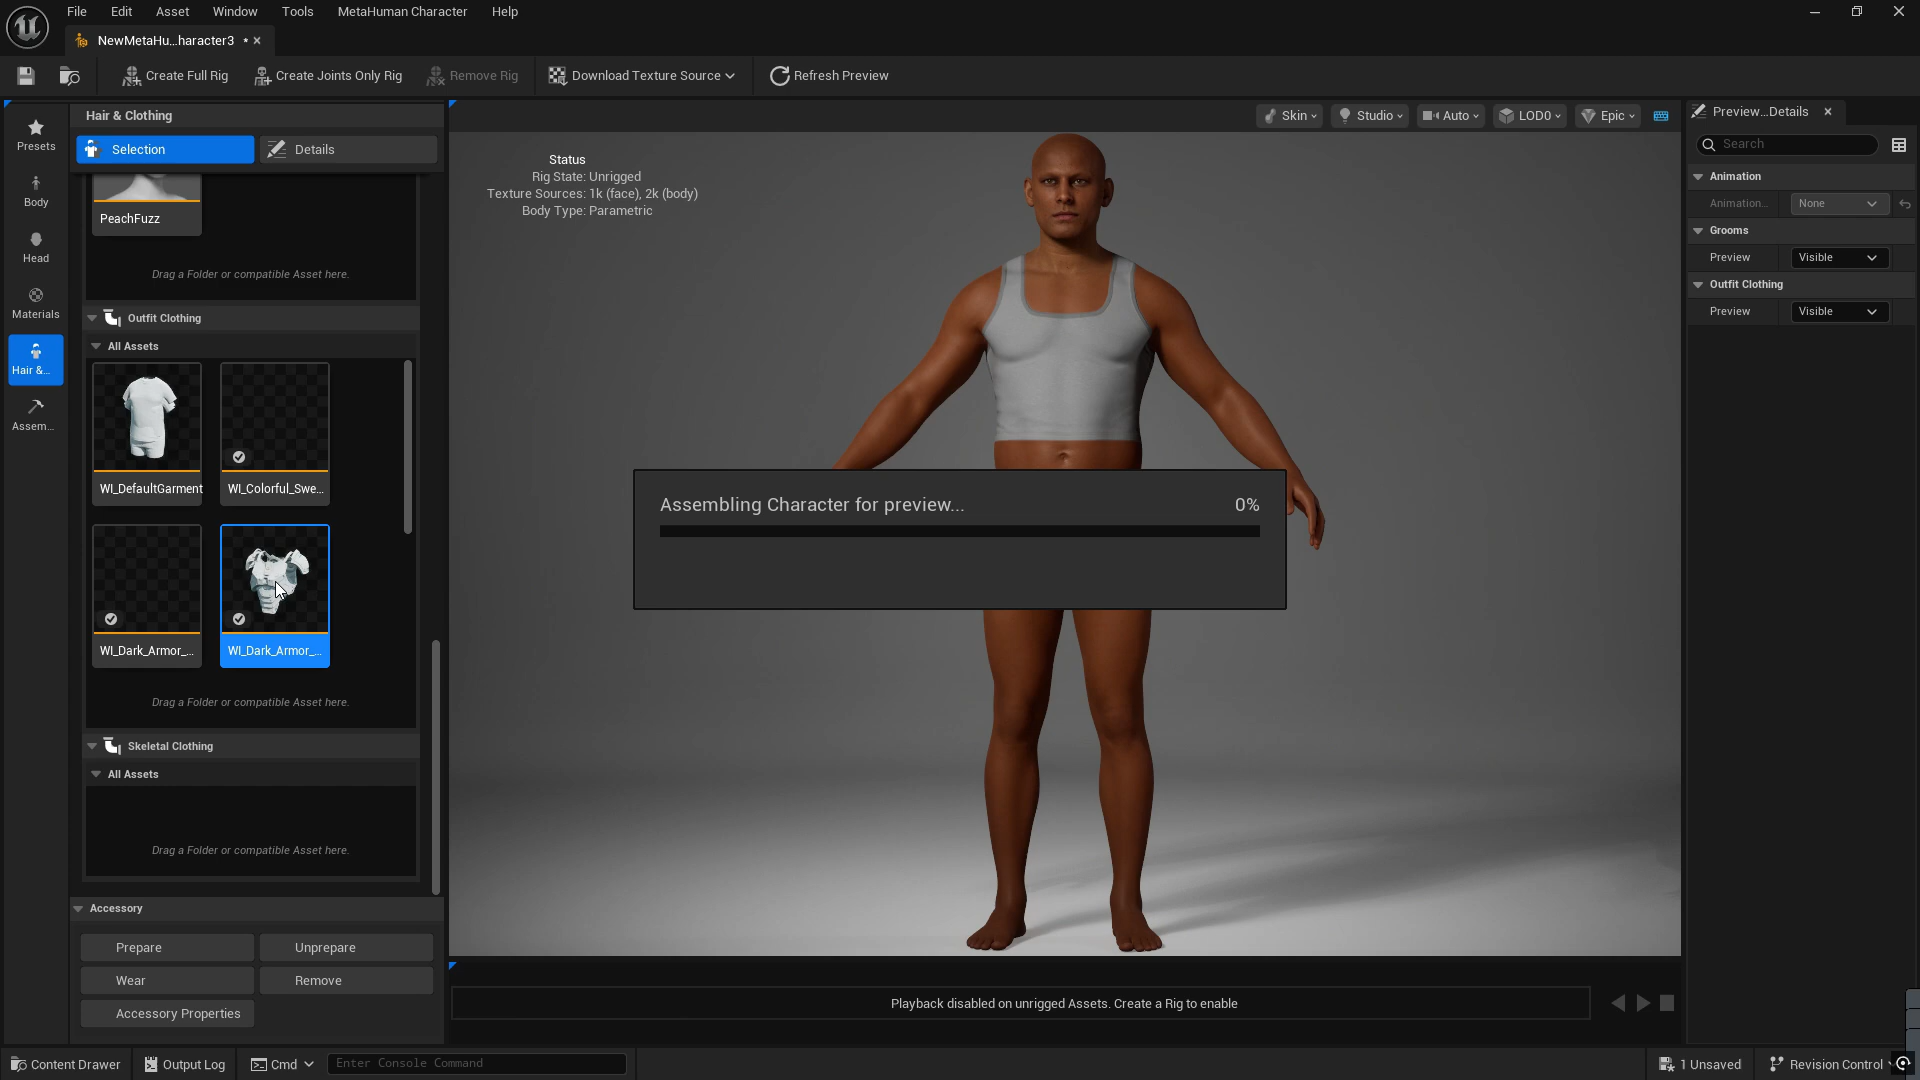 File Edit Asset Window Tools MetaHuman Character Help
NewMetaHu...haracter3 *
Create Full Rig Create Joints Only Rig Remove Rig Download Texture Source Refresh Preview
Presets
Body
Head
Materials
Hair &...
Assem...
Hair & Clothing
Selection Details
PeachFuzz
Drag a Folder or compatible Asset here.
Outfit Clothing
All Assets
WI_DefaultGarment WI_Colorful_Swe...
WI_Dark_Armor_... WI_Dark_Armor_...
Drag a Folder or compatible Asset here.
Skeletal Clothing
All Assets
Drag a Folder or compatible Asset here.
Accessory
Prepare Unprepare
Wear Remove
Accessory Properties
Skin Studio Auto LOD0 Epic
Status
Rig State: Unrigged
Texture Sources: 1k (face), 2k (body)
Body Type: Parametric
Assembling Character for preview... 0%
Playback disabled on unrigged Assets. Create a Rig to enable
Preview...Details
Search
Animation
Animation... None
Grooms
Preview Visible
Outfit Clothing
Preview Visible
Content Drawer Output Log Cmd Enter Console Command 1 Unsaved Revision Control